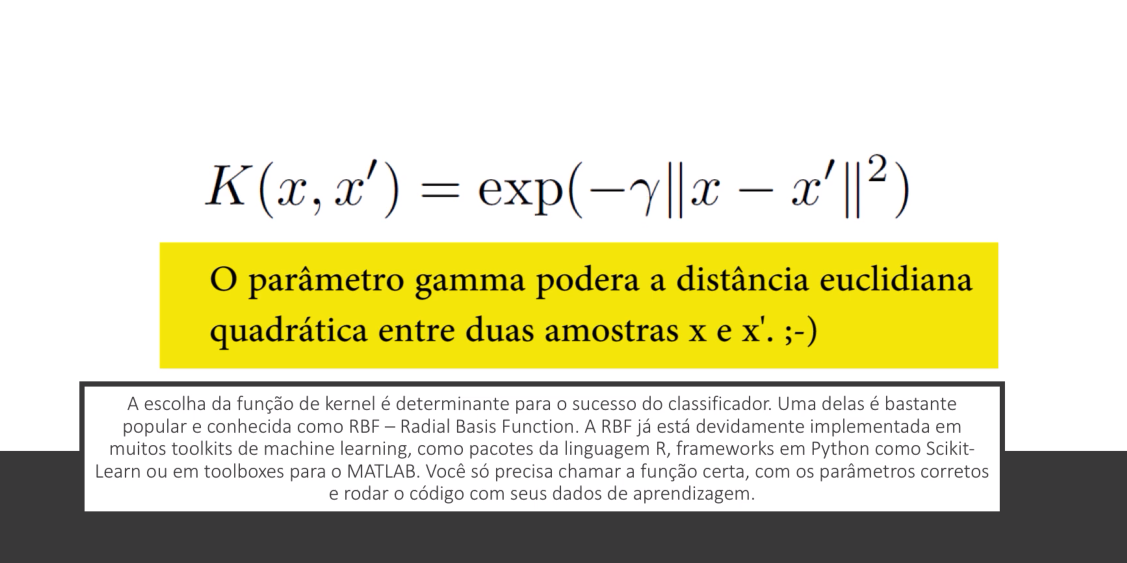 K(x, x′) = exp(−γ‖x − x′‖²)
O parâmetro gamma podera a distância euclidiana
quadrática entre duas amostras x e x'. ;-)
A escolha da função de kernel é determinante para o sucesso do classificador. Uma delas é bastante
popular e conhecida como RBF – Radial Basis Function. A RBF já está devidamente implementada em
muitos toolkits de machine learning, como pacotes da linguagem R, frameworks em Python como Scikit-
Learn ou em toolboxes para o MATLAB. Você só precisa chamar a função certa, com os parâmetros corretos
e rodar o código com seus dados de aprendizagem.